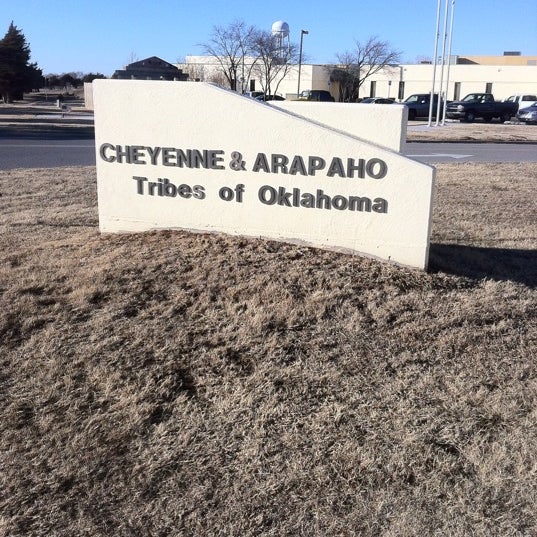 CHEYENNE & ARAPAHO
Tribes of Oklahoma